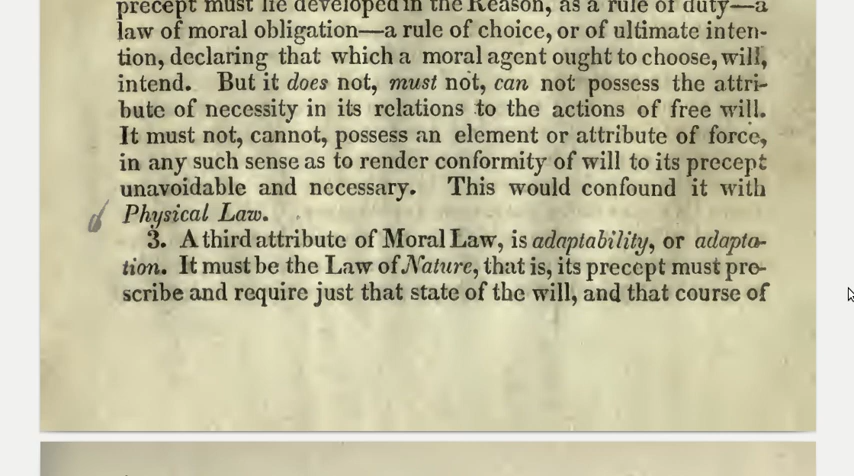 precept must lie developed in the Reason, as a rule of duty—a
law of moral obligation—a rule of choice, or of ultimate inten-
tion, declaring that which a moral agent ought to choose, will,
intend. But it does not, must not, can not possess the attri-
bute of necessity in its relations to the actions of free will.
It must not, cannot, possess an element or attribute of force,
in any such sense as to render conformity of will to its precept
unavoidable and necessary. This would confound it with
Physical Law.
3. A third attribute of Moral Law, is adaptability, or adapta-
tion. It must be the Law of Nature, that is, its precept must pre-
scribe and require just that state of the will, and that course of